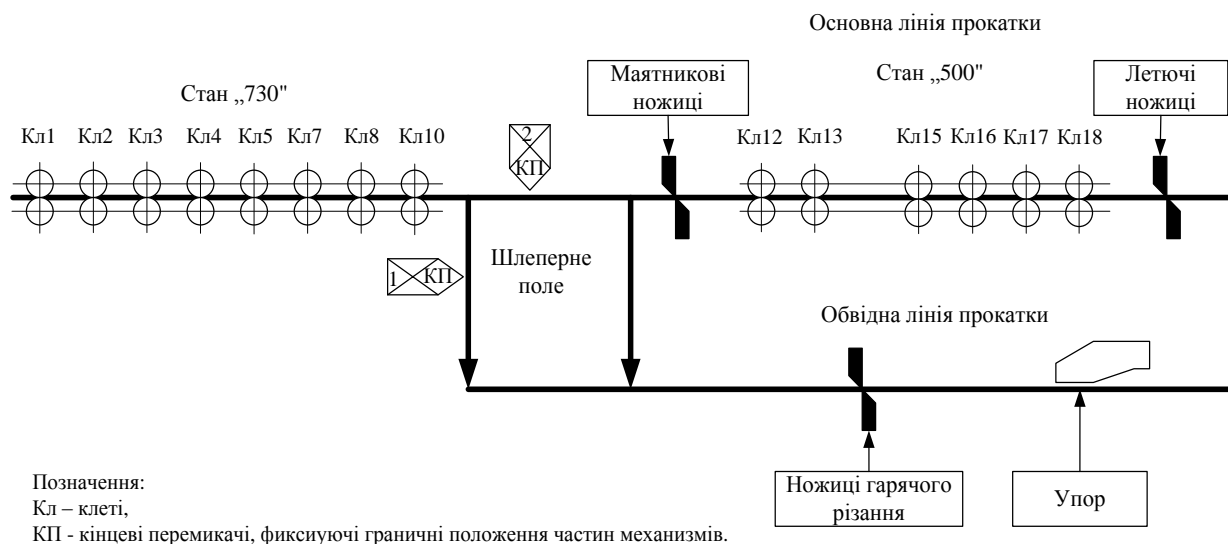 Основна лінія прокатки
Стан „730"
Маятникові
ножиці
Стан „500"
Летючі
ножиці
Кл1 Кл2 Кл3 Кл4 Кл5 Кл7 Кл8 Кл10
2
КП
Кл12 Кл13 Кл15 Кл16 Кл17 Кл18
1 КП
Шлеперне
поле
Обвідна лінія прокатки
Ножиці гарячого
різання
Упор
Позначення:
Кл – клеті,
КП - кінцеві перемикачі, фиксиуючі граничні положення частин механизмів.